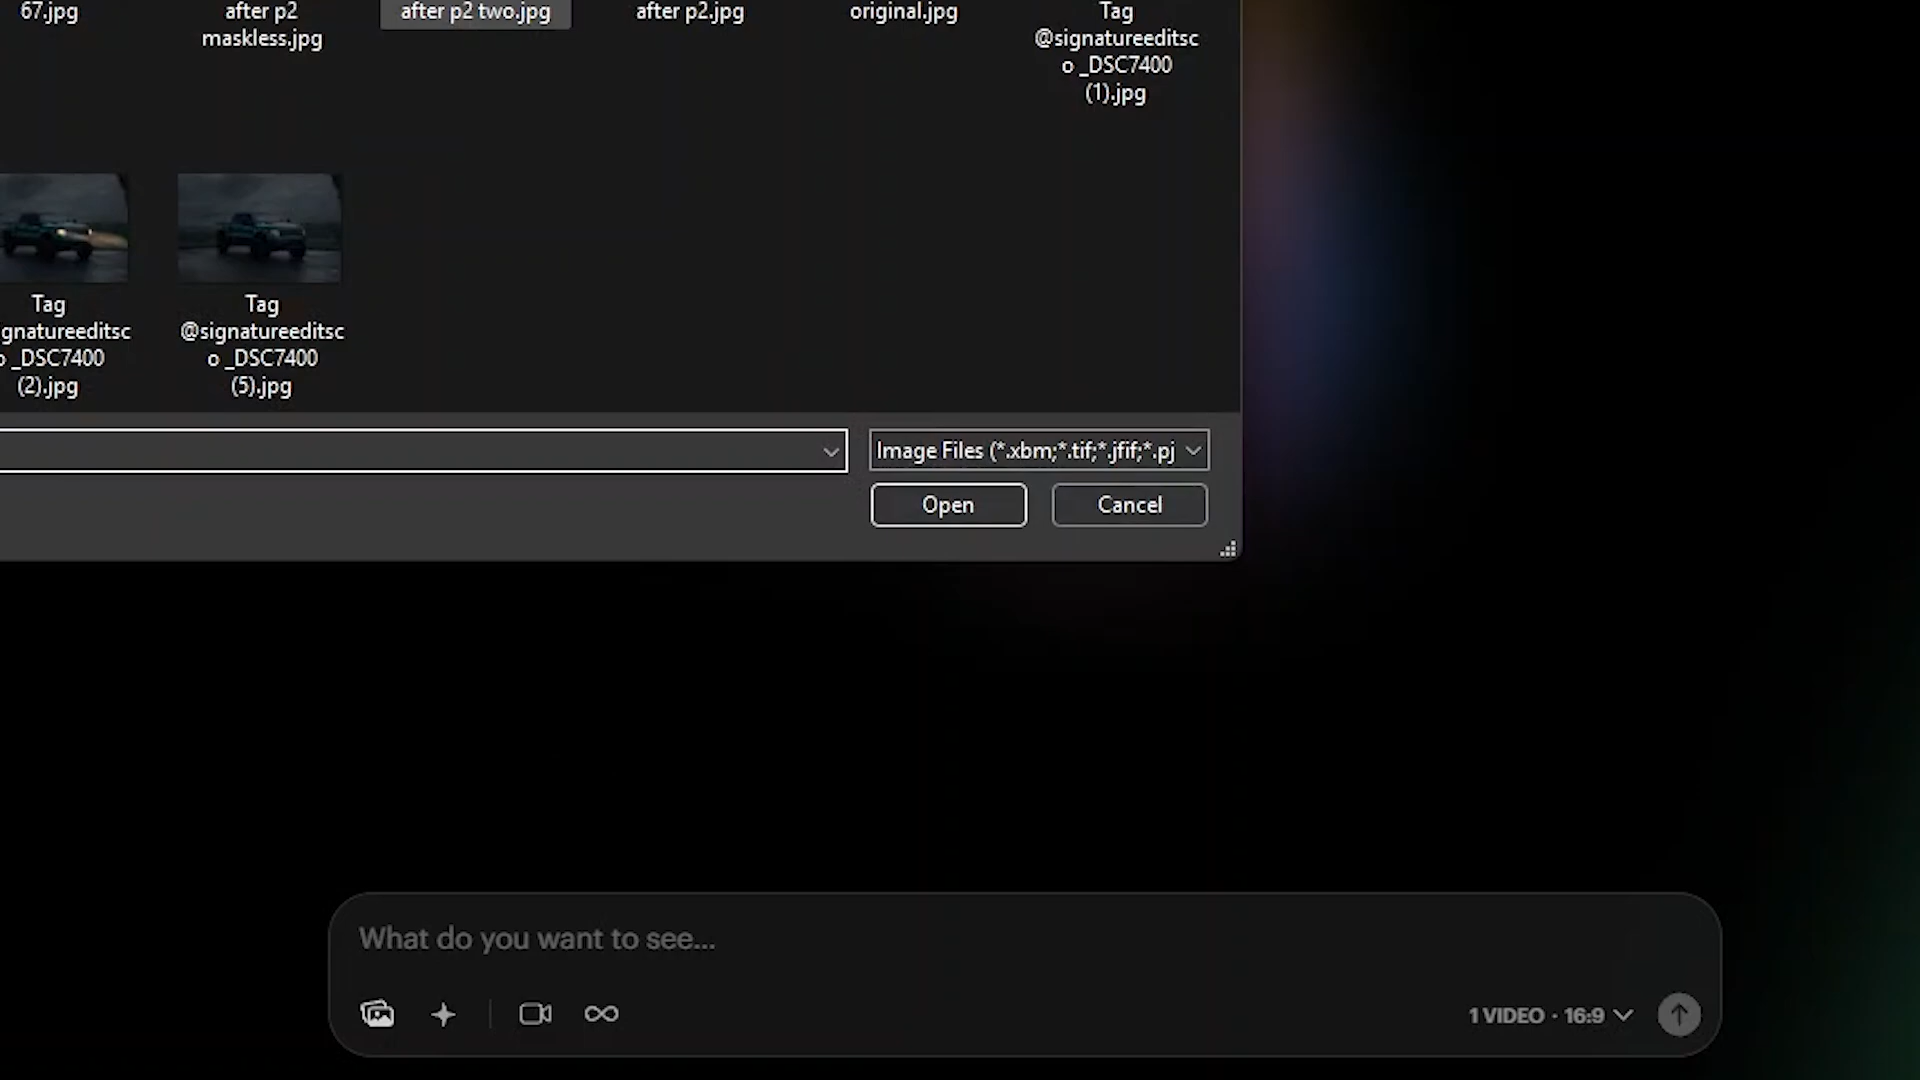 67.jpg
after p2
maskless.jpg
after p2 two.jpg
after p2.jpg
original.jpg
Tag
@signatureeditsc
o _DSC7400
(1).jpg
Tag
gnatureeditsc
o _DSC7400
(2).jpg
Tag
@signatureeditsc
o _DSC7400
(5).jpg
Image Files (*.xbm;*.tif;*.jfif;*.pj
Open
Cancel
What do you want to see...
1 VIDEO · 16:9